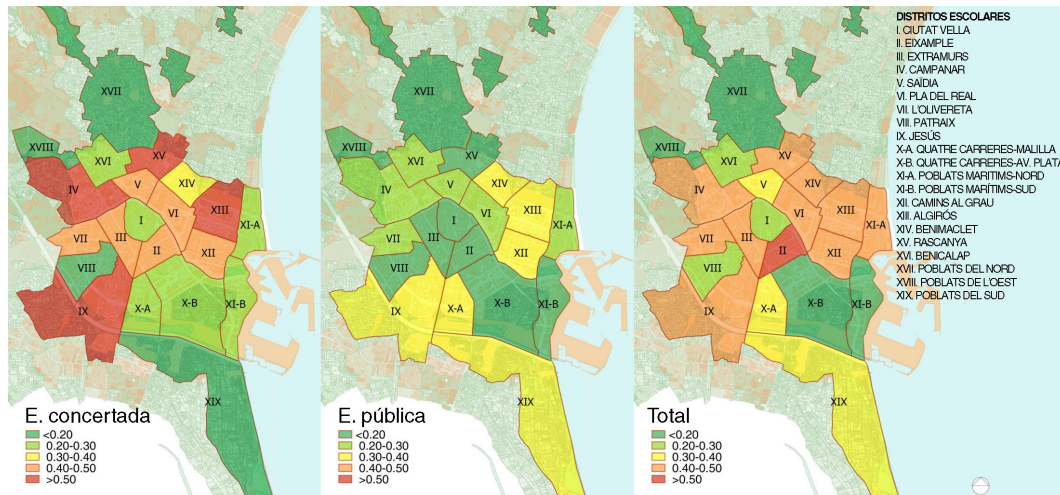 XVII
XVIII
XVI
XV
IV
V
XIV
XIII
I
VI
XI-A
VII
III
II
XII
VIII
IX
X-A
X-B
XI-B
XIX
E. concertada
<0.20
0.20-0.30
0.30-0.40
0.40-0.50
>0.50
XVII
XVIII
XVI
XV
IV
V
XIV
XIII
I
VI
XI-A
VII
III
II
XII
VIII
IX
X-A
X-B
XI-B
XIX
E. pública
<0.20
0.20-0.30
0.30-0.40
0.40-0.50
>0.50
XVII
XVIII
XVI
XV
IV
V
XIV
XIII
I
VI
XI-A
VII
III
II
XII
VIII
IX
X-A
X-B
XI-B
XIX
Total
<0.20
0.20-0.30
0.30-0.40
0.40-0.50
>0.50
DISTRITOS ESCOLARES
I. CIUTAT VELLA
II. EIXAMPLE
III. EXTRAMURS
IV. CAMPANAR
V. SAÏDIA
VI. PLA DEL REAL
VII. L'OLIVERETA
VIII. PATRAIX
IX. JESÚS
X-A. QUATRE CARRERES-MALILLA
X-B. QUATRE CARRERES-AV. PLATA
XI-A. POBLATS MARITIMS-NORD
XI-B. POBLATS MARÍTIMS-SUD
XII. CAMINS AL GRAU
XIII. ALGIRÓS
XIV. BENIMACLET
XV. RASCANYA
XVI. BENICALAP
XVII. POBLATS DEL NORD
XVIII. POBLATS DE L'OEST
XIX. POBLATS DEL SUD